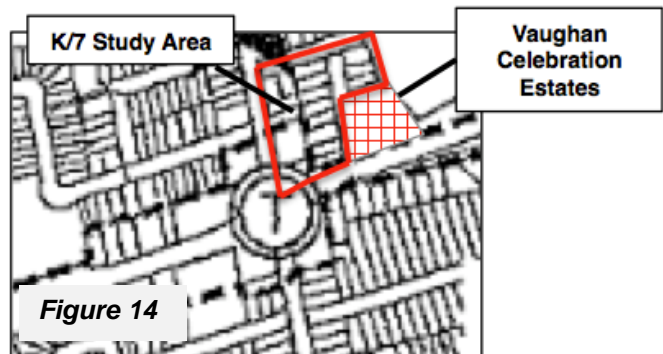 K/7 Study Area
Vaughan
Celebration
Estates
Figure 14